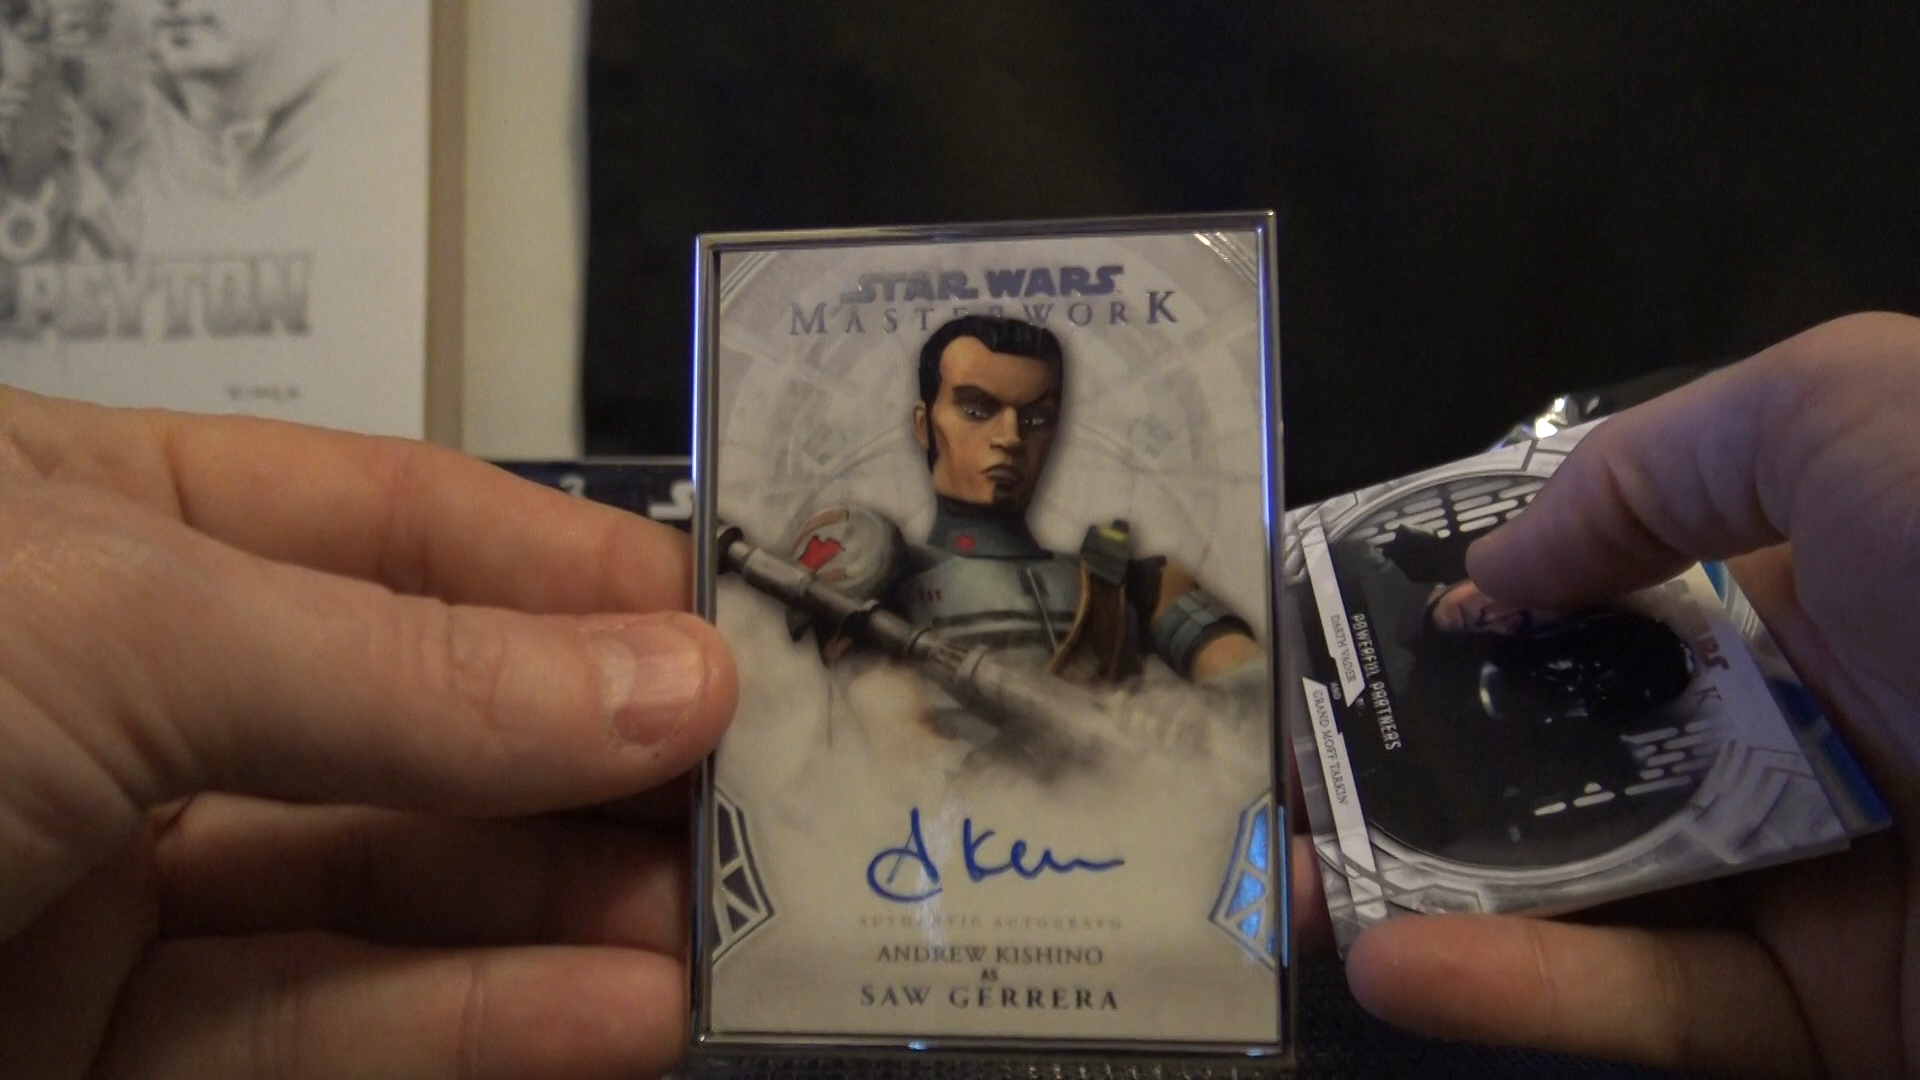 PEYTON
STAR WARS
MASTERWORK
A Ken
AUTHENTIC AUTOGRAPH
ANDREW KISHINO
AS
SAW GERRERA
POWERFUL PARTNERS
DARTH VADER
AND
GRAND MOFF TARKIN